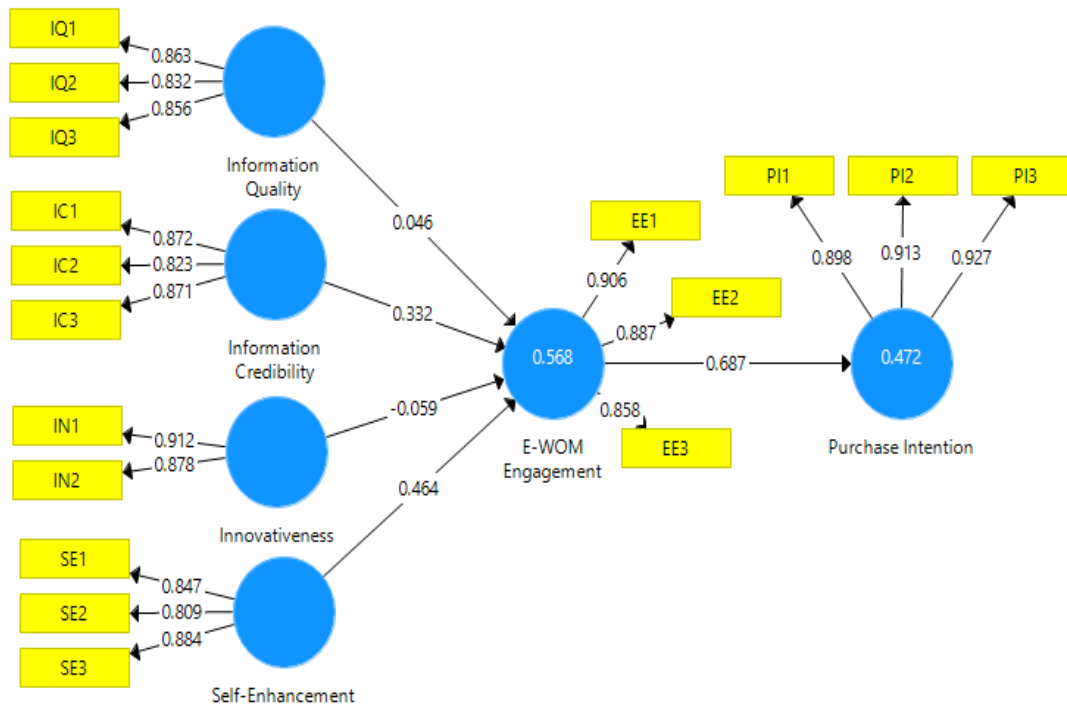 IQ1
0.863
IQ2
0.832
0.856
IQ3
Information
Quality
0.046
IC1
0.872
IC2
0.823
0.871
IC3
Information
Credibility
0.332
IN1
0.912
IN2
0.878
Innovativeness
-0.059
SE1
0.847
SE2
0.809
0.884
SE3
Self-Enhancement
0.464
EE1
0.906
EE2
0.887
0.858
EE3
0.568
E-WOM
Engagement
0.687
PI1
PI2
PI3
0.898
0.913
0.927
0.472
Purchase Intention